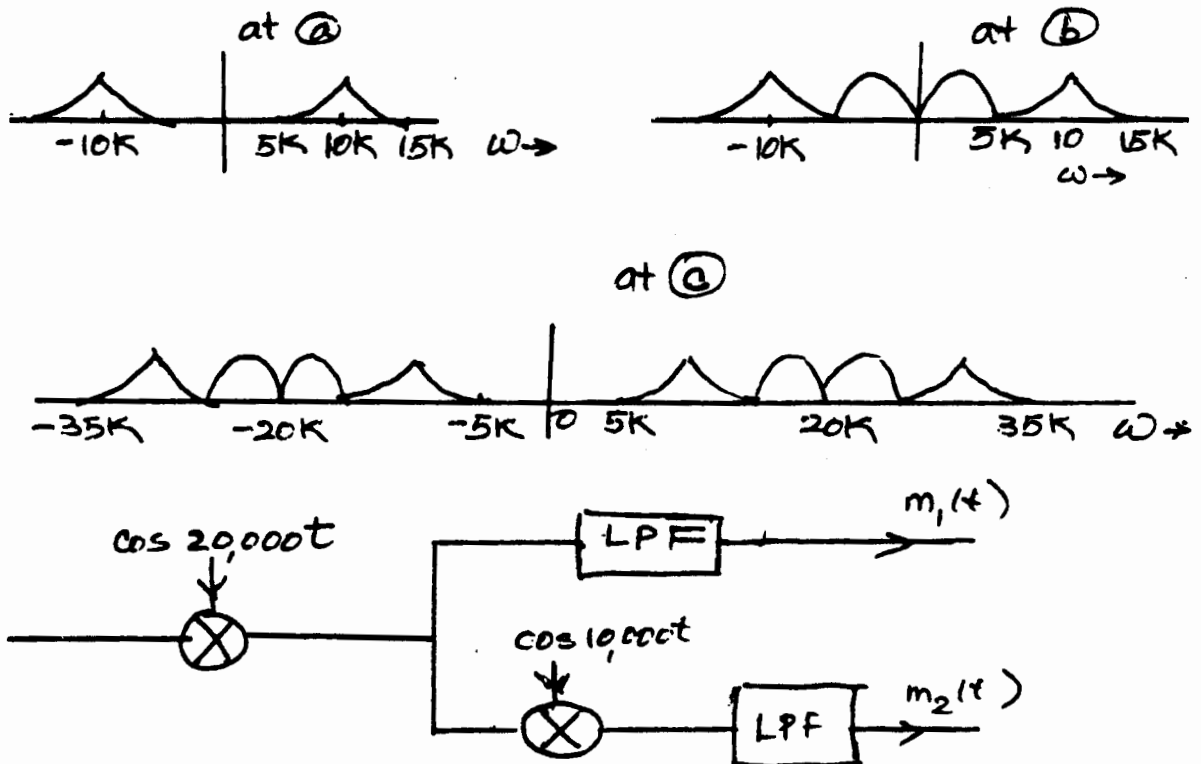 at ⓐ
at ⓑ
-10K 5K 10K 15K ω→
-10K 5K 10 15K
ω→
at ⓒ
-35K -20K -5K 0 5K 20K 35K ω→
cos 20,000t
LPF
m₁(t)
cos 10,000t
LPF
m₂(t)